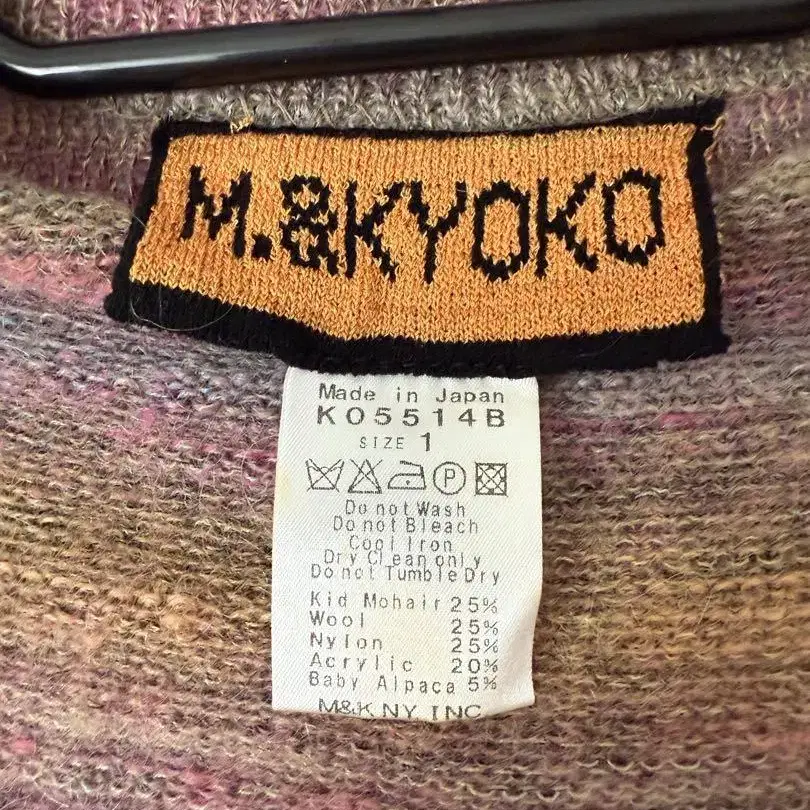 M.&KYOKO
Made in Japan
K05514B
SIZE 1
P
Do not Wash
Do not Bleach
Cool Iron
Dry Clean only
Do not Tumble Dry
Kid Mohair 25%
Wool 25%
Nylon 25%
Acrylic 20%
Baby Alpaca 5%
M&K NY, INC